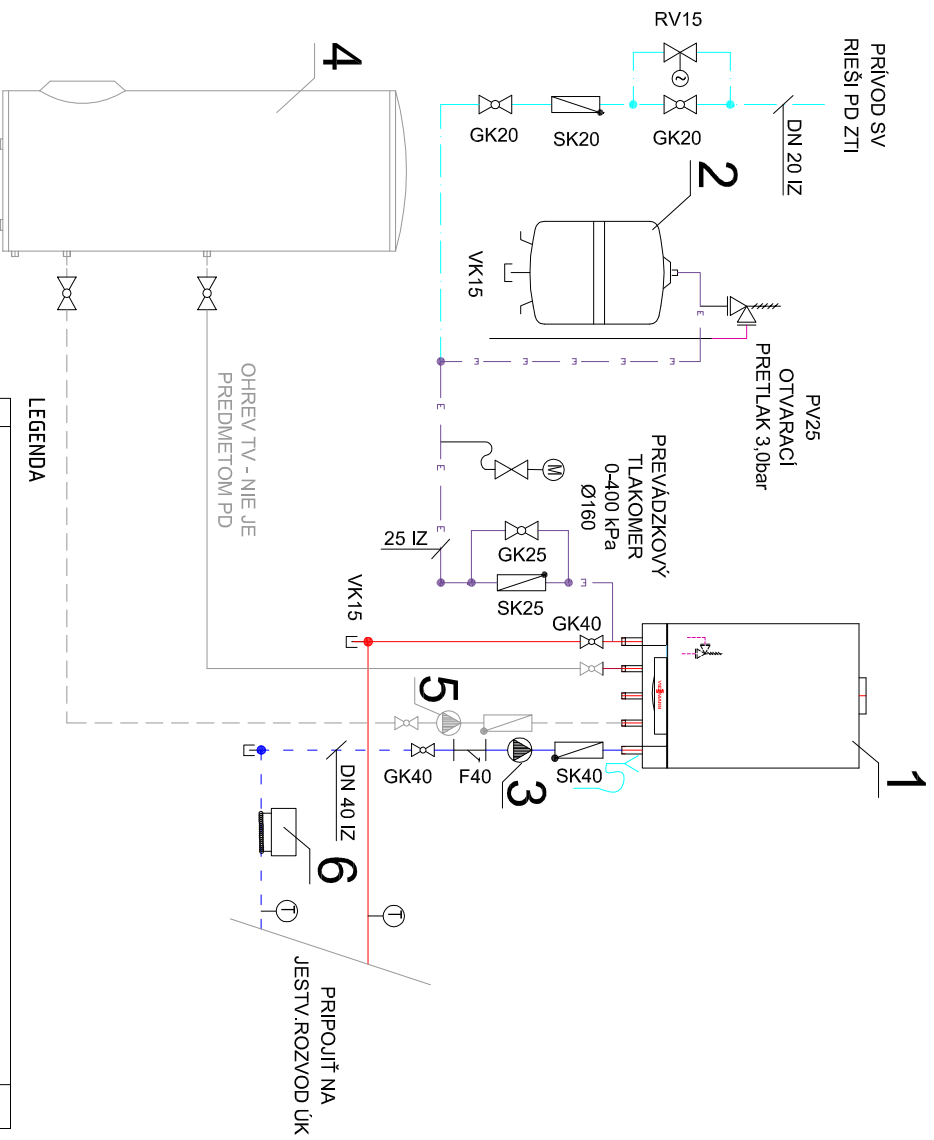 PRÍVOD SV
RIEŠI PD ZTI
RV15
DN 20 IZ
GK20
SK20
GK20
4
2
VK15
PV25
OTVARACÍ
PRETLAK 3,0bar
OHREV TV - NIE JE
PREDMETOM PD
LEGENDA
PREVÁDZKOVÝ
TLAKOMER
0-400 kPa
Ø160
M
25 IZ
GK25
SK25
VK15
GK40
1
5
GK40
F40
3
SK40
DN 40 IZ
6
T
T
PRIPOJIŤ NA
JESTV.ROZVOD ÚK
E
E
E
E
E
E
E
E